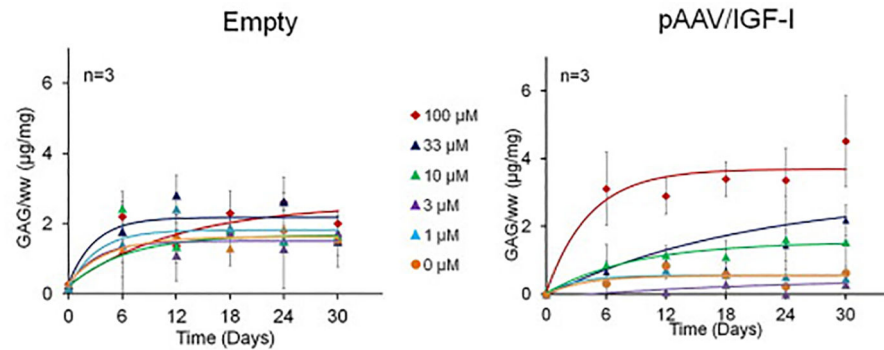 Empty
GAG/ww (µg/mg)
6
4
2
0
n=3
0 6 12 18 24 30
Time (Days)
100 µM
33 µM
10 µM
3 µM
1 µM
0 µM
pAAV/IGF-I
GAG/ww (µg/mg)
6
4
2
0
n=3
0 6 12 18 24 30
Time (Days)